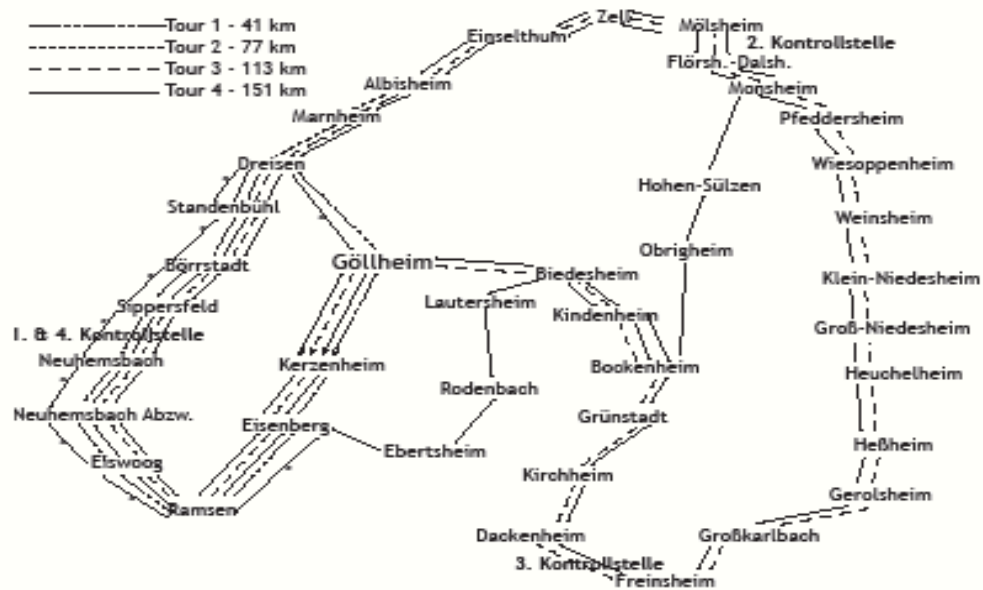 Tour 1 - 41 km
Tour 2 - 77 km
Tour 3 - 113 km
Tour 4 - 151 km
Zell
Mölsheim
Einselthum
2. Kontrollstelle
Flörsh.-Dalsh.
Albisheim
Monsheim
Marnheim
Pfeddersheim
Dreisen
Wiesoppenheim
Hohen-Sülzen
Standenbühl
Weinsheim
Obrigheim
Börrstadt
Göllheim
Biedesheim
Klein-Niedesheim
Sippersfeld
Lautersheim
Kindenheim
1. & 4. Kontrollstelle
Groß-Niedesheim
Neuhemsbach
Kerzenheim
Bockenheim
Heuchelheim
Rodenbach
Neuhemsbach Abzw.
Grünstadt
Eisenberg
Heßheim
Ebertsheim
Eiswoog
Kirchheim
Gerolsheim
Ramsen
Dackenheim
Großkarlbach
3. Kontrollstelle
Freinsheim